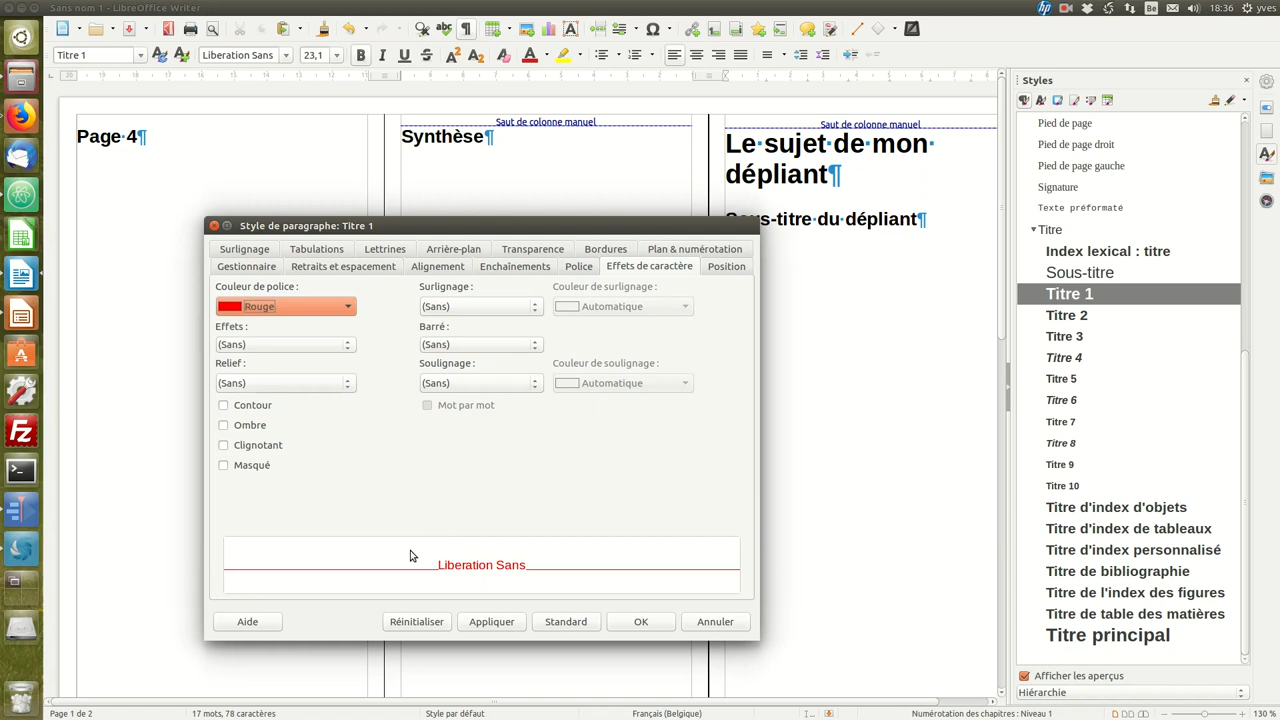 Sans nom 1 - LibreOffice Writer
Be
18:36
yves
Titre 1
Liberation Sans
23,1
Page·4¶
Saut de colonne manuel
Synthèse¶
Saut de colonne manuel
Le·sujet·de·mon·
dépliant¶
Sous-titre·du·dépliant¶
Style de paragraphe: Titre 1
Surlignage
Tabulations
Lettrines
Arrière-plan
Transparence
Bordures
Plan & numérotation
Gestionnaire
Retraits et espacement
Alignement
Enchaînements
Police
Effets de caractère
Position
Couleur de police :
Surlignage :
Couleur de surlignage :
Rouge
(Sans)
Automatique
Effets :
Barré :
(Sans)
(Sans)
Relief :
Soulignage :
Couleur de soulignage :
(Sans)
(Sans)
Automatique
Contour
Mot par mot
Ombre
Clignotant
Masqué
Liberation Sans
Aide
Réinitialiser
Appliquer
Standard
OK
Annuler
Styles
Pied de page
Pied de page droit
Pied de page gauche
Signature
Texte préformaté
Titre
Index lexical : titre
Sous-titre
Titre 1
Titre 2
Titre 3
Titre 4
Titre 5
Titre 6
Titre 7
Titre 8
Titre 9
Titre 10
Titre d'index d'objets
Titre d'index de tableaux
Titre d'index personnalisé
Titre de bibliographie
Titre de l'index des figures
Titre de table des matières
Titre principal
Afficher les aperçus
Hiérarchie
Page 1 de 2
17 mots, 78 caractères
Style par défaut
Français (Belgique)
Numérotation des chapitres : Niveau 1
130 %